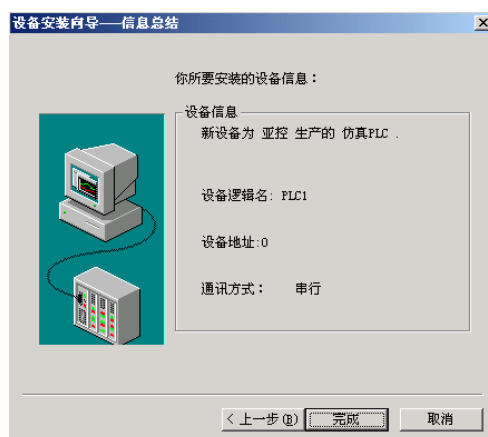 设备安装向导——信息总结
你所要安装的设备信息：
设备信息
新设备为 亚控 生产的 仿真PLC .
设备逻辑名: PLC1
设备地址:0
通讯方式： 串行
< 上一步(B)
完成
取消